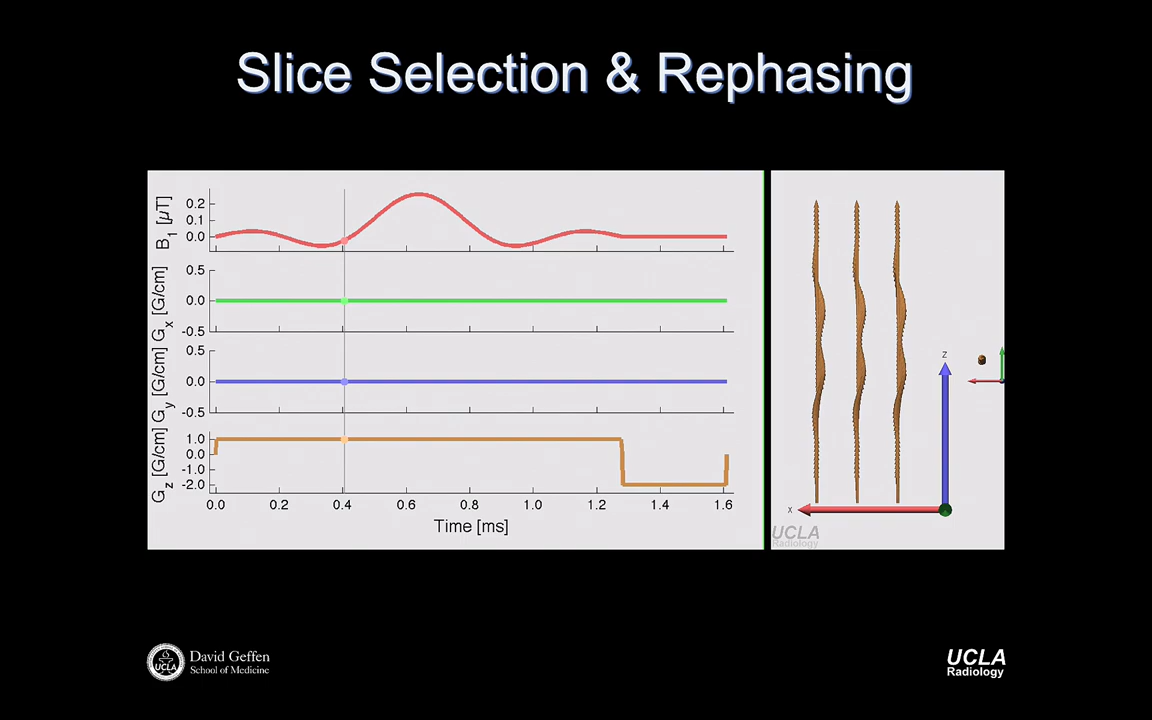 Slice Selection & Rephasing
B1 [µT]
0.2
0.1
0.0
Gx [G/cm]
0.5
0.0
-0.5
Gy [G/cm]
0.5
0.0
-0.5
Gz [G/cm]
1.0
0.0
-1.0
-2.0
0.0 0.2 0.4 0.6 0.8 1.0 1.2 1.4 1.6
Time [ms]
Z
X
UCLA
Radiology
UCLA
David Geffen
School of Medicine
UCLA
Radiology